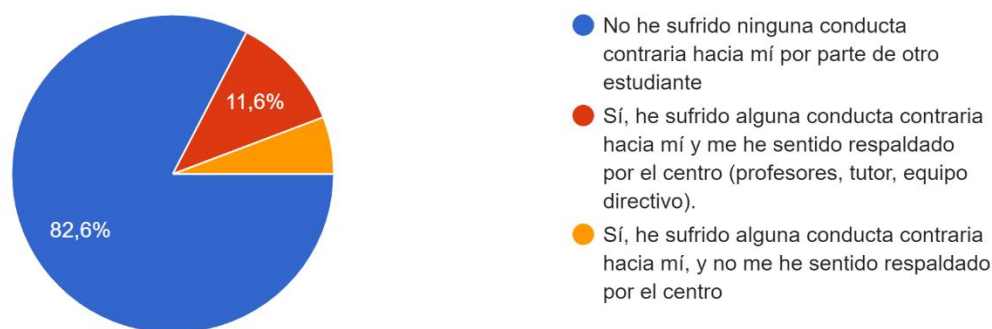 11,6%
82,6%
No he sufrido ninguna conducta
contraria hacia mí por parte de otro
estudiante
Sí, he sufrido alguna conducta contraria
hacia mí y me he sentido respaldado
por el centro (profesores, tutor, equipo
directivo).
Sí, he sufrido alguna conducta contraria
hacia mí, y no me he sentido respaldado
por el centro